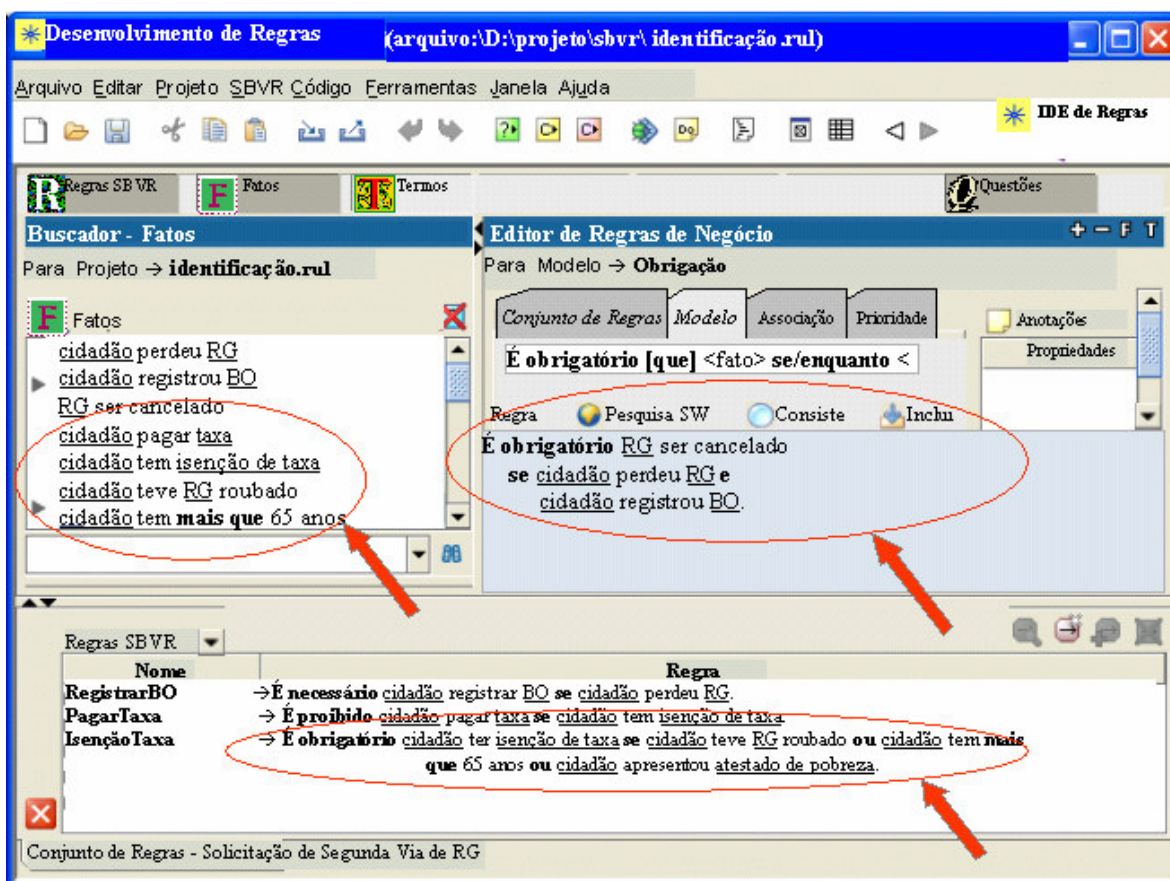 Desenvolvimento de Regras (arquivo:\D:\projeto\sbvr\ identificação .rul)
Arquivo Editar Projeto SBVR Código Ferramentas Janela Ajuda
IDE de Regras
Regras SBVR Fatos Termos Questões
Buscador - Fatos
Para Projeto → identificação.rul
Fatos
cidadão perdeu RG
cidadão registrou BO
RG ser cancelado
cidadão pagar taxa
cidadão tem isenção de taxa
cidadão teve RG roubado
cidadão tem mais que 65 anos
Editor de Regras de Negócio + – F T
Para Modelo → Obrigação
Conjunto de Regras Modelo Associação Prioridade
Anotações
Propriedades
É obrigatório [que] <fato> se/enquanto <
Regra Pesquisa SW Consiste Inclui
É obrigatório RG ser cancelado
se cidadão perdeu RG e
cidadão registrou BO.
Regras SBVR
Nome Regra
RegistrarBO →É necessário cidadão registrar BO se cidadão perdeu RG.
PagarTaxa → É proibido cidadão pagar taxa se cidadão tem isenção de taxa
IsençãoTaxa → É obrigatório cidadão ter isenção de taxa se cidadão teve RG roubado ou cidadão tem mais
que 65 anos ou cidadão apresentou atestado de pobreza.
Conjunto de Regras - Solicitação de Segunda Via de RG